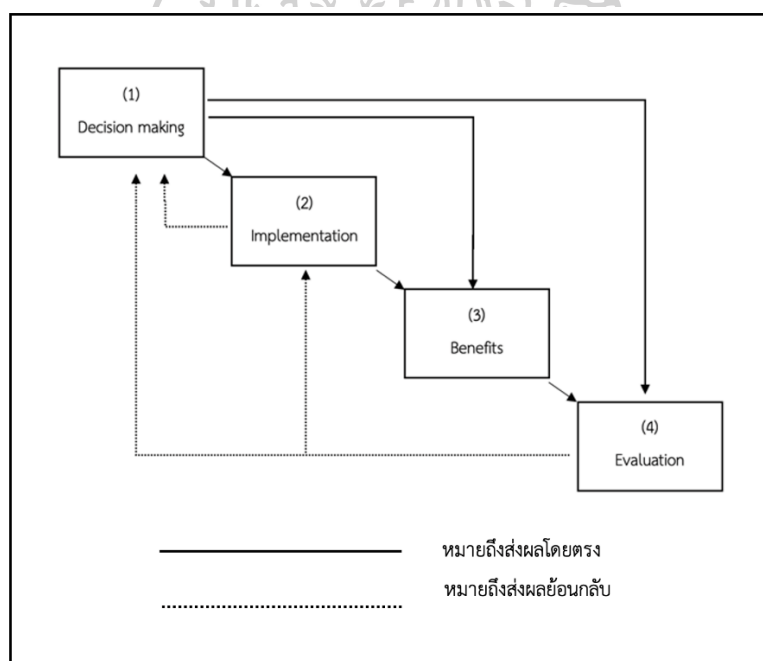 (1)
Decision making
(2)
Implementation
(3)
Benefits
(4)
Evaluation
หมายถึงส่งผลโดยตรง
หมายถึงส่งผลย้อนกลับ